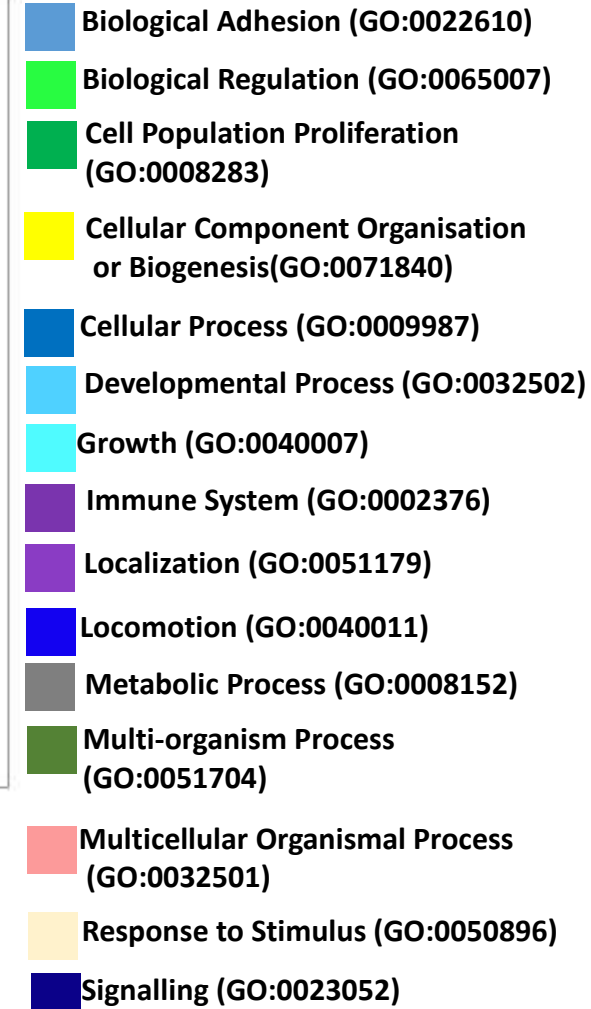 Biological Adhesion (GO:0022610)
Biological Regulation (GO:0065007)
Cell Population Proliferation
(GO:0008283)
Cellular Component Organisation
or Biogenesis(GO:0071840)
Cellular Process (GO:0009987)
Developmental Process (GO:0032502)
Growth (GO:0040007)
Immune System (GO:0002376)
Localization (GO:0051179)
Locomotion (GO:0040011)
Metabolic Process (GO:0008152)
Multi-organism Process
(GO:0051704)
Multicellular Organismal Process
(GO:0032501)
Response to Stimulus (GO:0050896)
Signalling (GO:0023052)